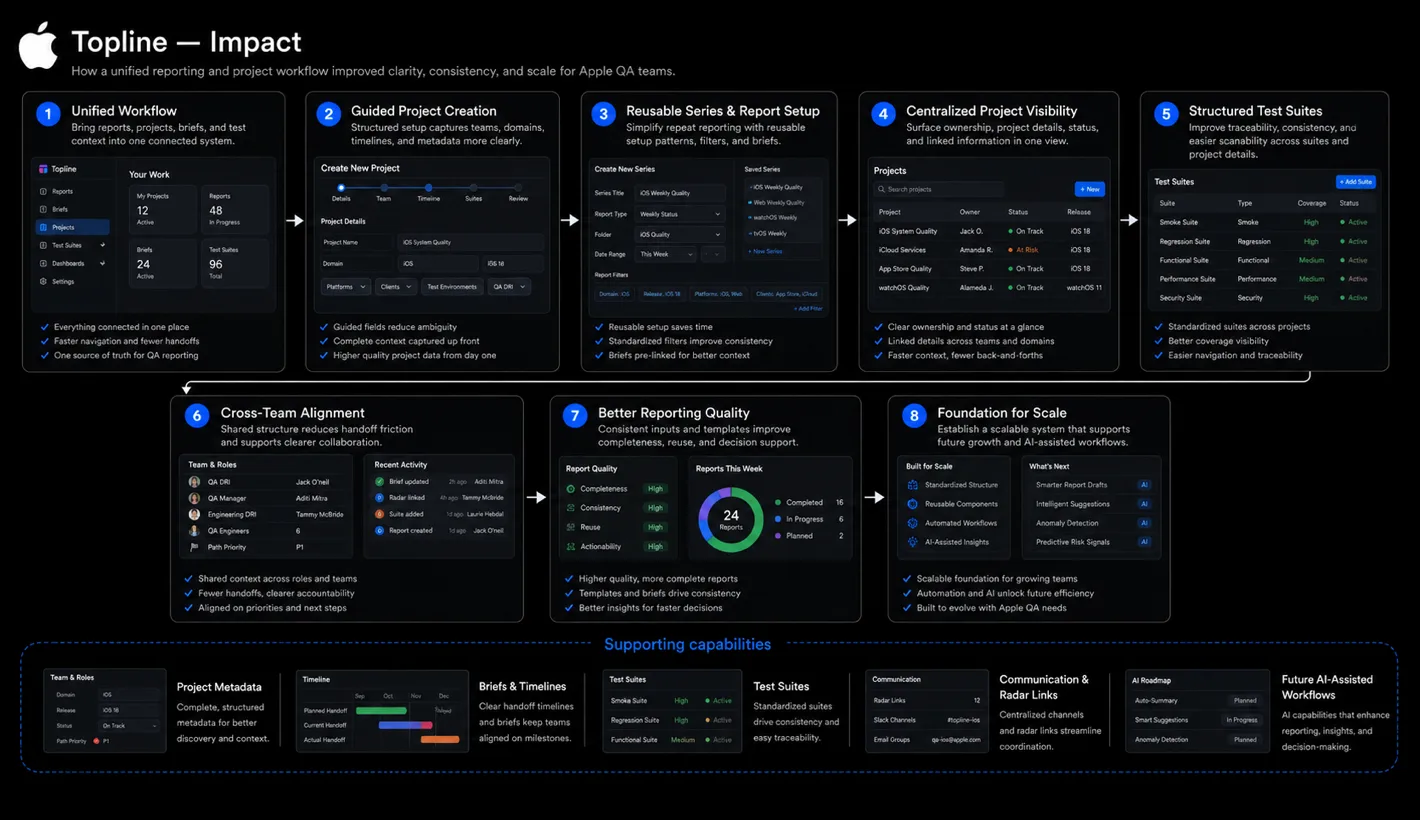 Topline — Impact
How a unified reporting and project workflow improved clarity, consistency, and scale for Apple QA teams.
1
Unified Workflow
Bring reports, projects, briefs, and test
context into one connected system.
Topline
Reports
Briefs
Projects
Test Suites
Dashboards
Settings
Your Work
My Projects
12
Active
Reports
48
In Progress
Briefs
24
Active
Test Suites
96
Total
Everything connected in one place
Faster navigation and fewer handoffs
One source of truth for QA reporting
2
Guided Project Creation
Structured setup captures teams, domains,
timelines, and metadata more clearly.
Create New Project
Details Team Timeline Suites Review
Project Details
Project Name iOS System Quality
Domain iOS iOS 18
Platforms Clients Test Environments QA DRI
Guided fields reduce ambiguity
Complete context captured up front
Higher quality project data from day one
3
Reusable Series & Report Setup
Simplify repeat reporting with reusable
setup patterns, filters, and briefs.
Create New Series
Series Title iOS Weekly Quality
Report Type Weekly Status
Folder iOS Quality
Date Range This Week
Report Filters
Domain: iOS Release: iOS 18 Platforms: iOS, Web Clients: App Store, iCloud
+ Add Filter
Saved Series
iOS Weekly Quality
Web Weekly Quality
watchOS Weekly
tvOS Weekly
+ New Series
Reusable setup saves time
Standardized filters improve consistency
Briefs pre-linked for better context
4
Centralized Project Visibility
Surface ownership, project details, status,
and linked information in one view.
Projects
Search projects
+ New
Project Owner Status Release
iOS System Quality Jack O. On Track iOS 18
iCloud Services Amanda R. At Risk iOS 18
App Store Quality Steve P. On Track iOS 18
watchOS Quality Alameda J. On Track watchOS 11
Clear ownership and status at a glance
Linked details across teams and domains
Faster context, fewer back-and-forths
5
Structured Test Suites
Improve traceability, consistency, and
easier scanability across suites and
project details.
Test Suites
+ Add Suite
Suite Type Coverage Status
Smoke Suite Smoke High Active
Regression Suite Regression High Active
Functional Suite Functional Medium Active
Performance Suite Performance Medium Active
Security Suite Security High Active
Standardized suites across projects
Better coverage visibility
Easier navigation and traceability
6
Cross-Team Alignment
Shared structure reduces handoff friction
and supports clearer collaboration.
Team & Roles
QA DRI Jack O'neil
QA Manager Aditi Mitra
Engineering DRI Tammy McBride
QA Engineers 6
Path Priority P1
Recent Activity
Brief updated 2h ago Aditi Mitra
Radar linked 4h ago Tammy McBride
Suite added 1d ago Laurie Hebdal
Report created 1d ago Jack O'neil
Shared context across roles and teams
Fewer handoffs, clearer accountability
Aligned on priorities and next steps
7
Better Reporting Quality
Consistent inputs and templates improve
completeness, reuse, and decision support.
Report Quality
Completeness High
Consistency High
Reuse High
Actionability High
Reports This Week
24
Reports
Completed 16
In Progress 6
Planned 2
Higher quality, more complete reports
Templates and briefs drive consistency
Better insights for faster decisions
8
Foundation for Scale
Establish a scalable system that supports
future growth and AI-assisted workflows.
Built for Scale
Standardized Structure
Reusable Components
Automated Workflows
AI-Assisted Insights
What's Next
Smarter Report Drafts AI
Intelligent Suggestions AI
Anomaly Detection AI
Predictive Risk Signals AI
Scalable foundation for growing teams
Automation and AI unlock future efficiency
Built to evolve with Apple QA needs
Supporting capabilities
Team & Roles
Domain iOS
Release iOS 18
Status On Track
Path Priority P1
Project Metadata
Complete, structured
metadata for better
discovery and context.
Timeline
Sep Oct Nov Dec
Planned Handoff
Current Handoff
Actual Handoff
Briefs & Timelines
Clear handoff timelines
and briefs keep teams
aligned on milestones.
Test Suites
Smoke Suite High Active
Regression Suite High Active
Functional Suite Medium Active
Test Suites
Standardized suites
drive consistency and
easy traceability.
Communication
Radar Links 12
Slack Channels #topline-ios
Email Groups qa-ios@apple.com
Communication &
Radar Links
Centralized channels
and radar links streamline
coordination.
AI Roadmap
Auto-Summary Planned
Smart Suggestions In Progress
Anomaly Detection Planned
Future AI-Assisted
Workflows
AI capabilities that enhance
reporting, insights, and
decision-making.